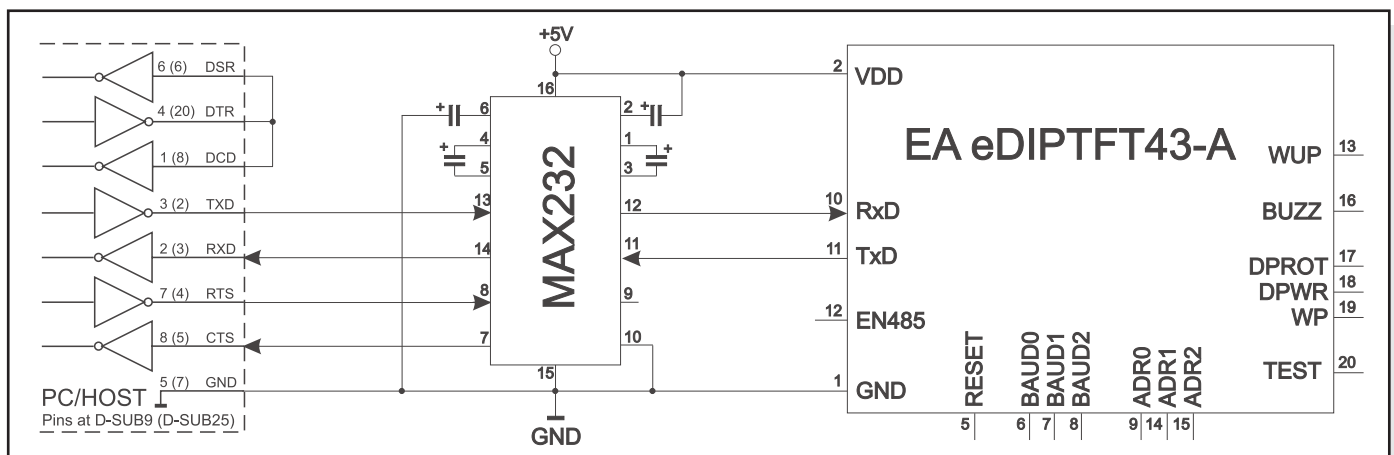 +5V
6 (6) DSR
4 (20) DTR
1 (8) DCD
3 (2) TXD
2 (3) RXD
7 (4) RTS
8 (5) CTS
5 (7) GND
PC/HOST
Pins at D-SUB9 (D-SUB25)
+
6
4
+
5
13
14
8
7
16
MAX232
15
2
+
1
+
3
12
11
9
10
GND
EA eDIPTFT43-A
2 VDD
10 RxD
11 TxD
12 EN485
1 GND
RESET
5
BAUD0
6
BAUD1
7
BAUD2
8
ADR0
9
ADR1
14
ADR2
15
WUP 13
BUZZ 16
DPROT 17
DPWR 18
WP 19
TEST 20